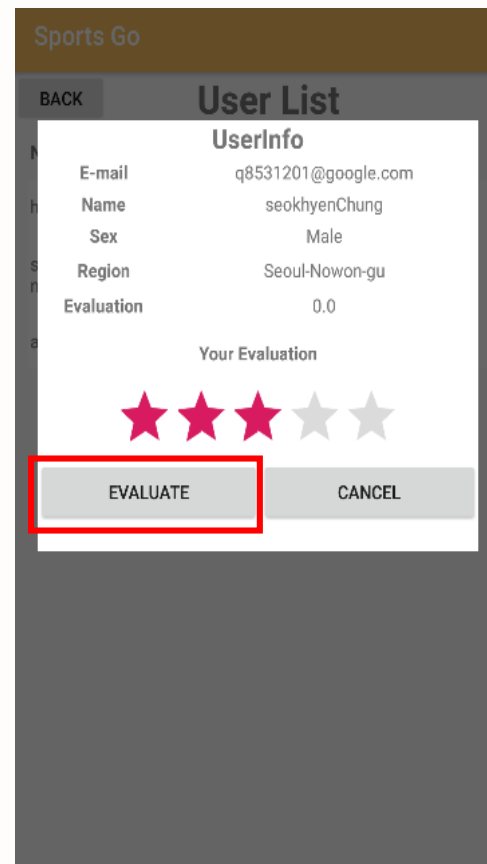 Sports Go
BACK User List
UserInfo
E-mail q8531201@google.com
Name seokhyenChung
Sex Male
Region Seoul-Nowon-gu
Evaluation 0.0
Your Evaluation
EVALUATE CANCEL